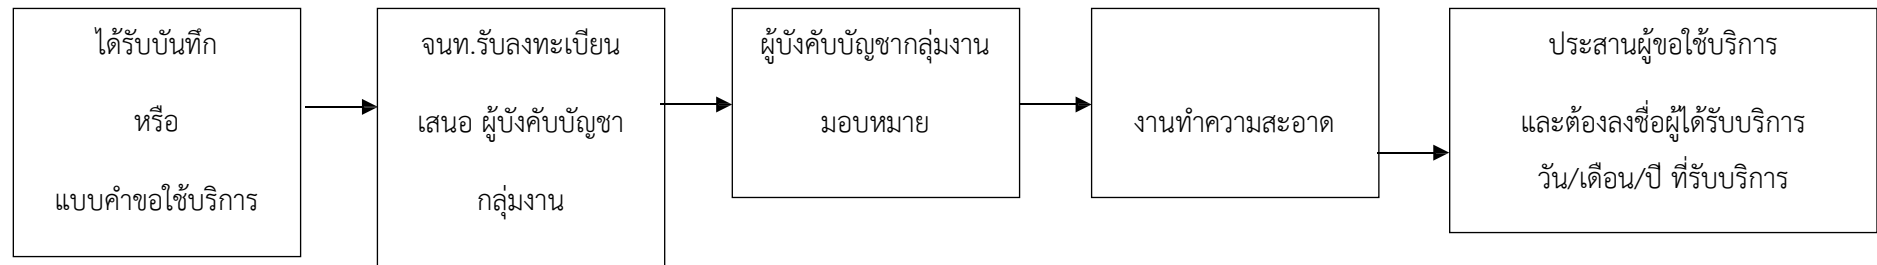 ได้รับบันทึก
หรือ
แบบคำขอใช้บริการ
จนท.รับลงทะเบียน
เสนอ ผู้บังคับบัญชา
กลุ่มงาน
ผู้บังคับบัญชากลุ่มงาน
มอบหมาย
งานทำความสะอาด
ประสานผู้ขอใช้บริการ
และต้องลงชื่อผู้ได้รับบริการ
วัน/เดือน/ปี ที่รับบริการ